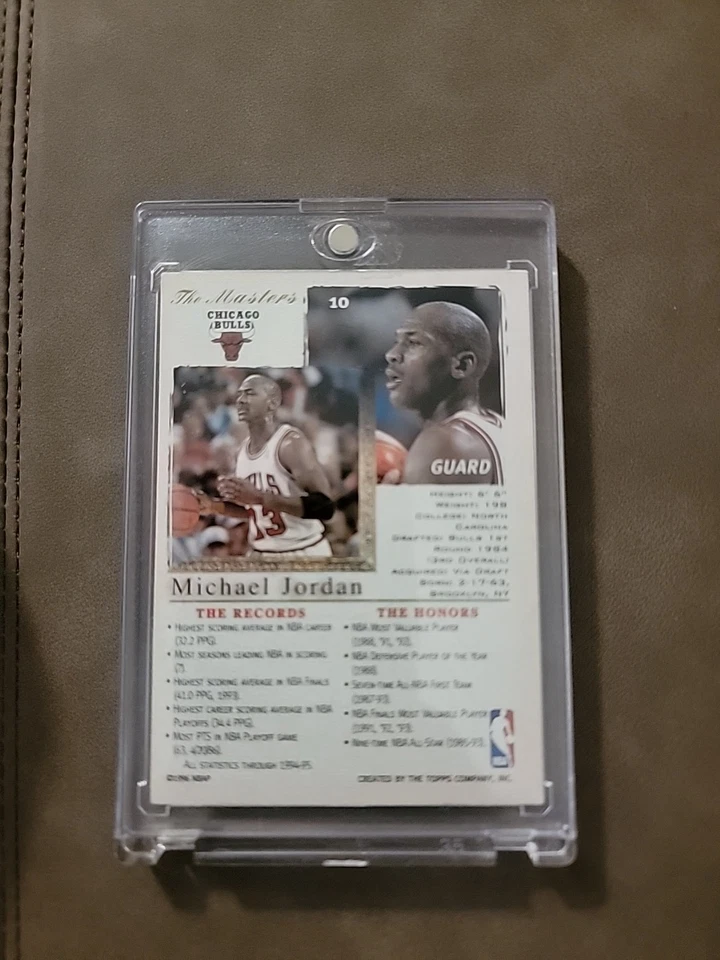 The Masters
CHICAGO
BULLS
10
GUARD
HEIGHT: 6' 6"
WEIGHT: 198
COLLEGE: NORTH
CAROLINA
DRAFTED: BULLS 1ST
ROUND 1984
(3RD OVERALL)
ACQUIRED: VIA DRAFT
BORN: 2-17-63,
BROOKLYN, NY
Michael Jordan
THE RECORDS
• HIGHEST SCORING AVERAGE IN NBA CAREER
(32.2 PPG).
• MOST SEASONS LEADING NBA IN SCORING
(7).
• HIGHEST SCORING AVERAGE IN NBA FINALS
(41.0 PPG, 1993).
• HIGHEST CAREER SCORING AVERAGE IN NBA
PLAYOFFS (34.4 PPG).
• MOST PTS IN NBA PLAYOFF GAME
(63, 4/20/86).
ALL STATISTICS THROUGH 1994-95.
THE HONORS
• NBA MOST VALUABLE PLAYER
(1988, '91, '92).
• NBA DEFENSIVE PLAYER OF THE YEAR
(1988).
• SEVEN-TIME ALL-NBA FIRST TEAM
(1987-93).
• NBA FINALS MOST VALUABLE PLAYER
(1991, '92, '93).
• NINE-TIME NBA ALL-STAR (1985-93).
©1996 NBAP
CREATED BY THE TOPPS COMPANY, INC.
NBA